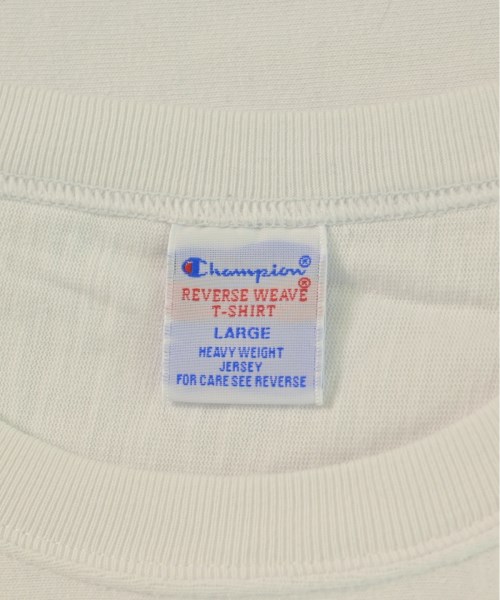 Champion®
REVERSE WEAVE®
T-SHIRT
LARGE
HEAVY WEIGHT
JERSEY
FOR CARE SEE REVERSE